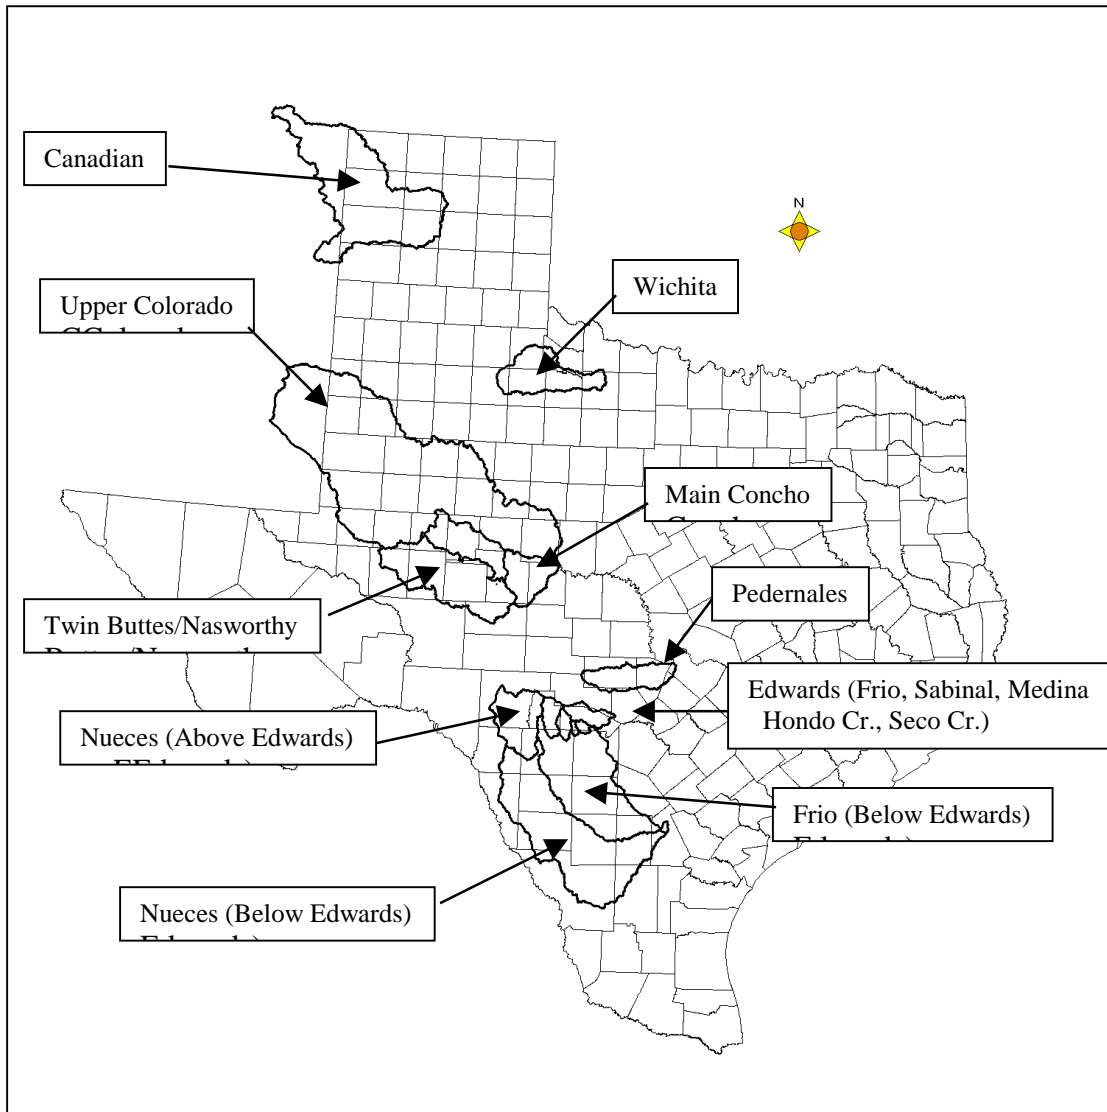 N
Canadian
Wichita
Upper Colorado
Main Concho
Pedernales
Twin Buttes/Nasworthy
Edwards (Frio, Sabinal, Medina
Hondo Cr., Seco Cr.)
Nueces (Above Edwards)
Frio (Below Edwards)
Nueces (Below Edwards)